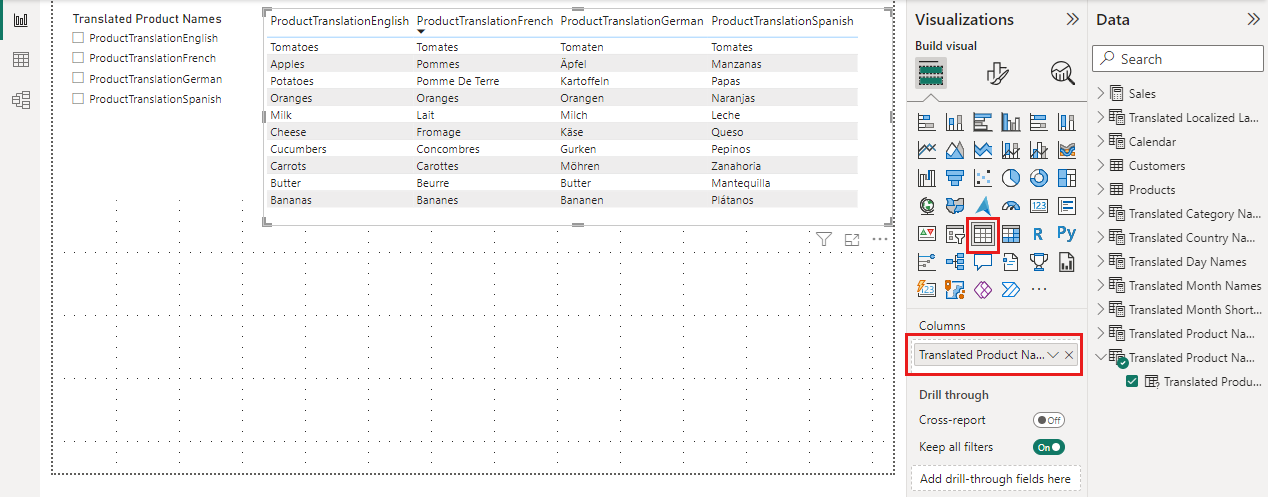 Translated Product Names
ProductTranslationEnglish
ProductTranslationFrench
ProductTranslationGerman
ProductTranslationSpanish
ProductTranslationEnglish ProductTranslationFrench ProductTranslationGerman ProductTranslationSpanish
Tomatoes Tomates Tomaten Tomates
Apples Pommes Äpfel Manzanas
Potatoes Pomme De Terre Kartoffeln Papas
Oranges Oranges Orangen Naranjas
Milk Lait Milch Leche
Cheese Fromage Käse Queso
Cucumbers Concombres Gurken Pepinos
Carrots Carottes Möhren Zanahoria
Butter Beurre Butter Mantequilla
Bananas Bananes Bananen Plátanos
Visualizations
Build visual
123
R Py
123
Columns
Translated Product Na...
Drill through
Cross-report Off
Keep all filters On
Add drill-through fields here
Data
Search
Sales
Translated Localized La...
Calendar
Customers
Products
Translated Category Na...
Translated Country Na...
Translated Day Names
Translated Month Names
Translated Month Short...
Translated Product Na...
Translated Product Na...
Translated Produ...